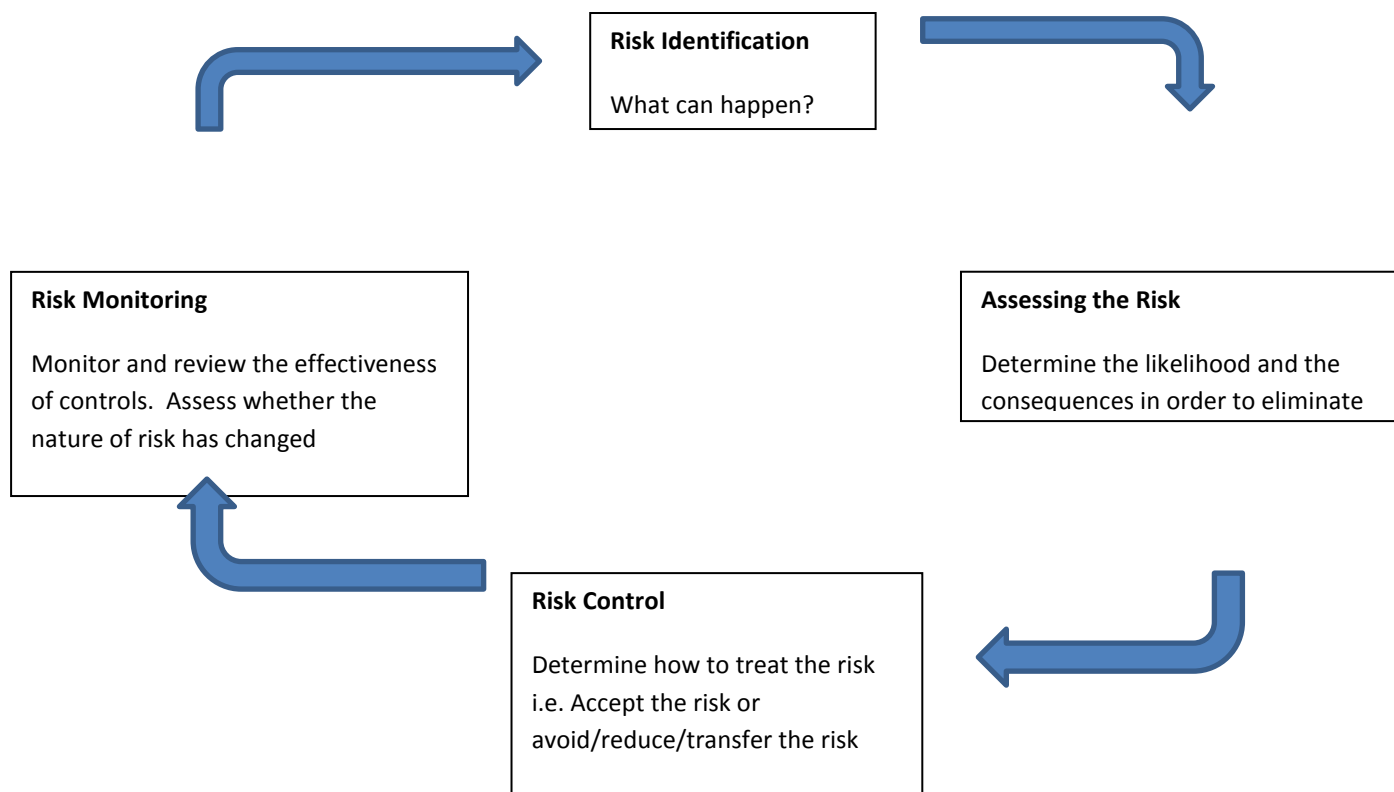 Risk Identification
What can happen?
Risk Monitoring
Monitor and review the effectiveness
of controls.  Assess whether the
nature of risk has changed
Assessing the Risk
Determine the likelihood and the
consequences in order to eliminate
Risk Control
Determine how to treat the risk
i.e. Accept the risk or
avoid/reduce/transfer the risk